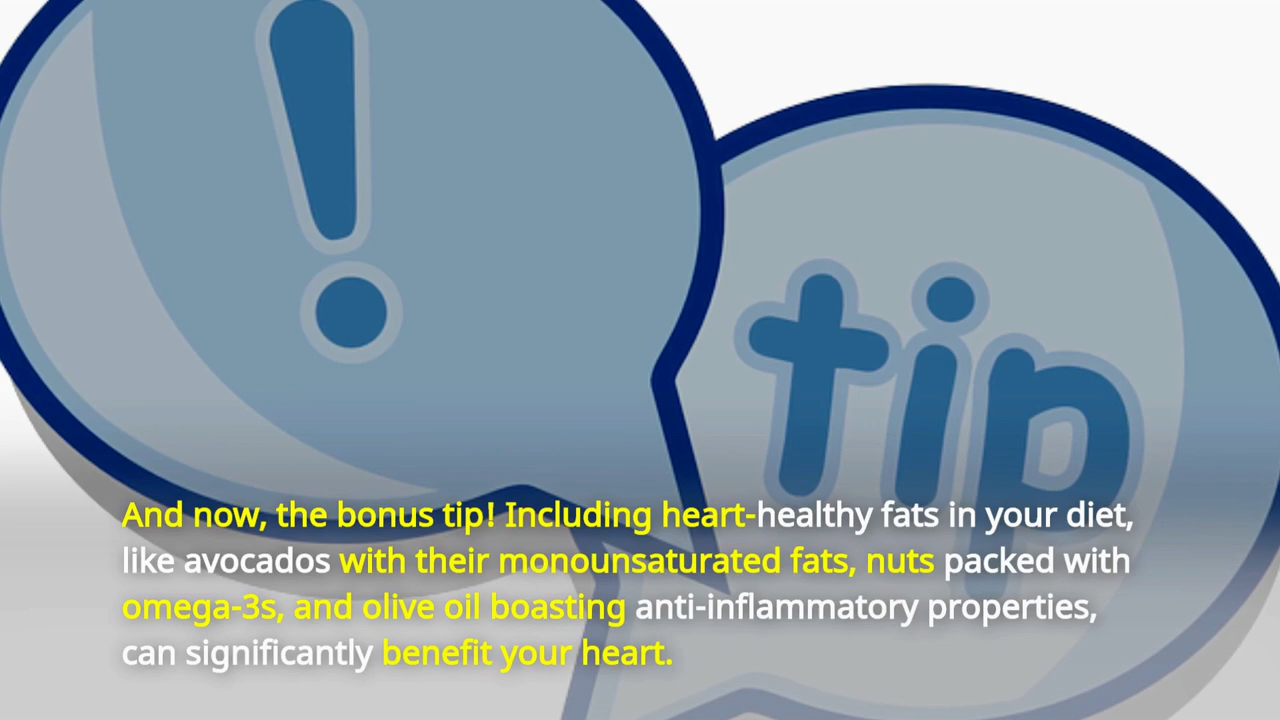 !
tip
And now, the bonus tip! Including heart-healthy fats in your diet,
like avocados with their monounsaturated fats, nuts packed with
omega-3s, and olive oil boasting anti-inflammatory properties,
can significantly benefit your heart.